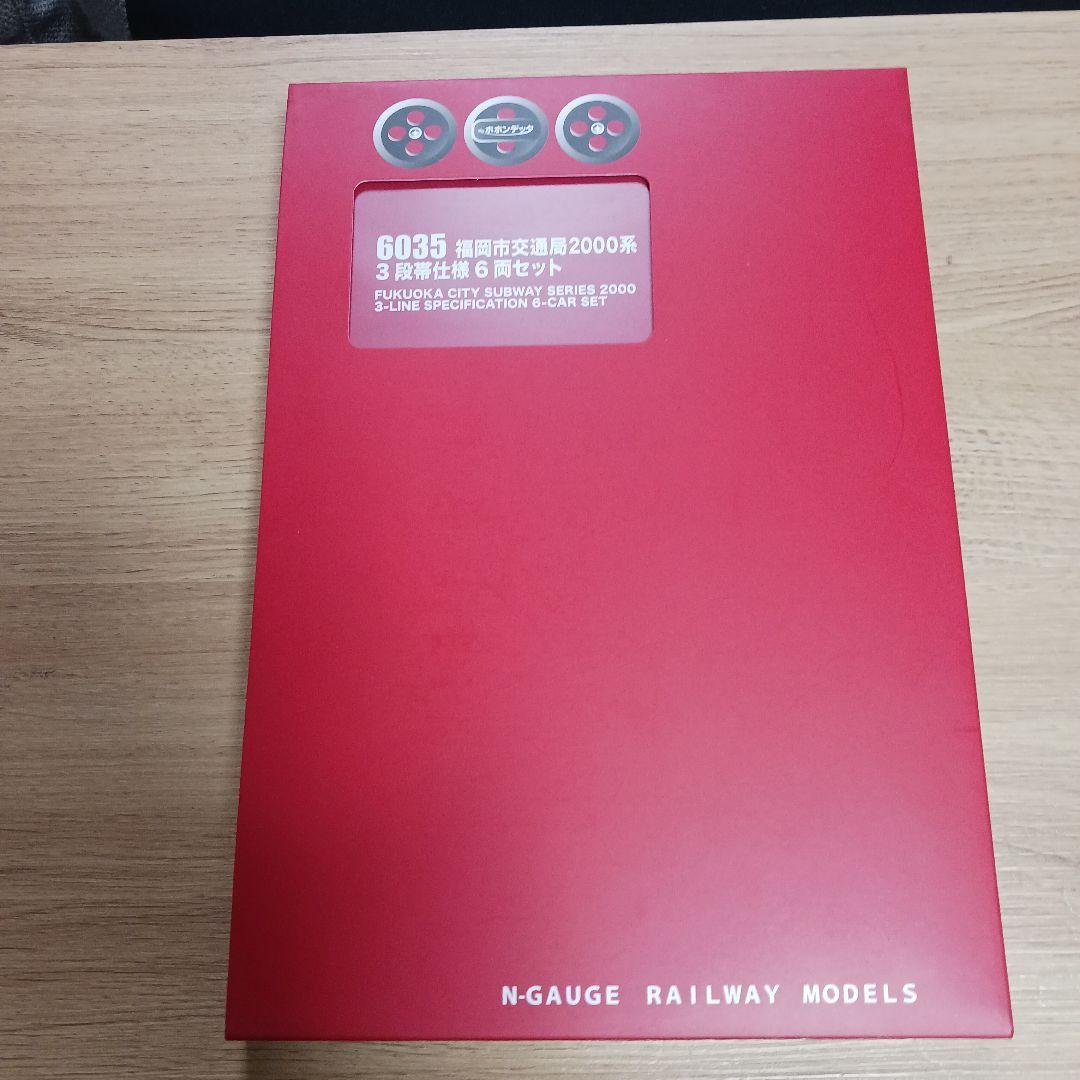 ポポンデッタ
6035 福岡市交通局2000系
3段帯仕様6両セット
FUKUOKA CITY SUBWAY SERIES 2000
3-LINE SPECIFICATION 6-CAR SET
N-GAUGE RAILWAY MODELS